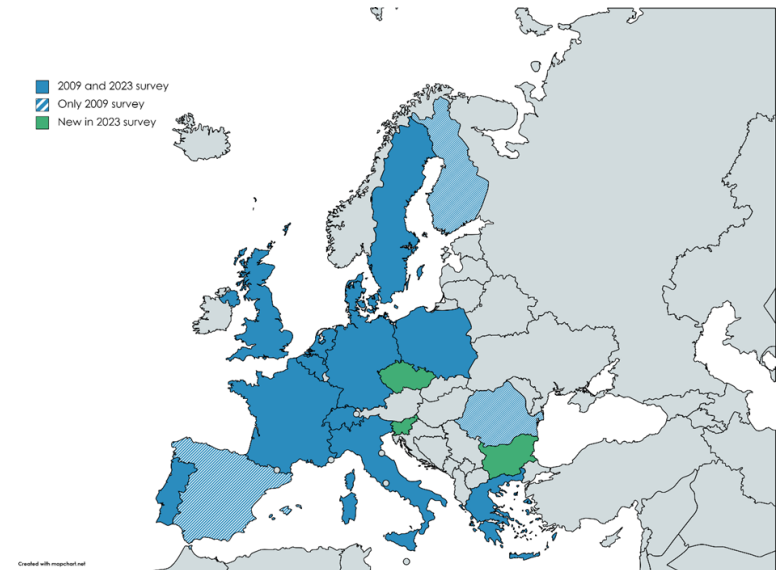 2009 and 2023 survey
Only 2009 survey
New in 2023 survey
Created with mapchart.net